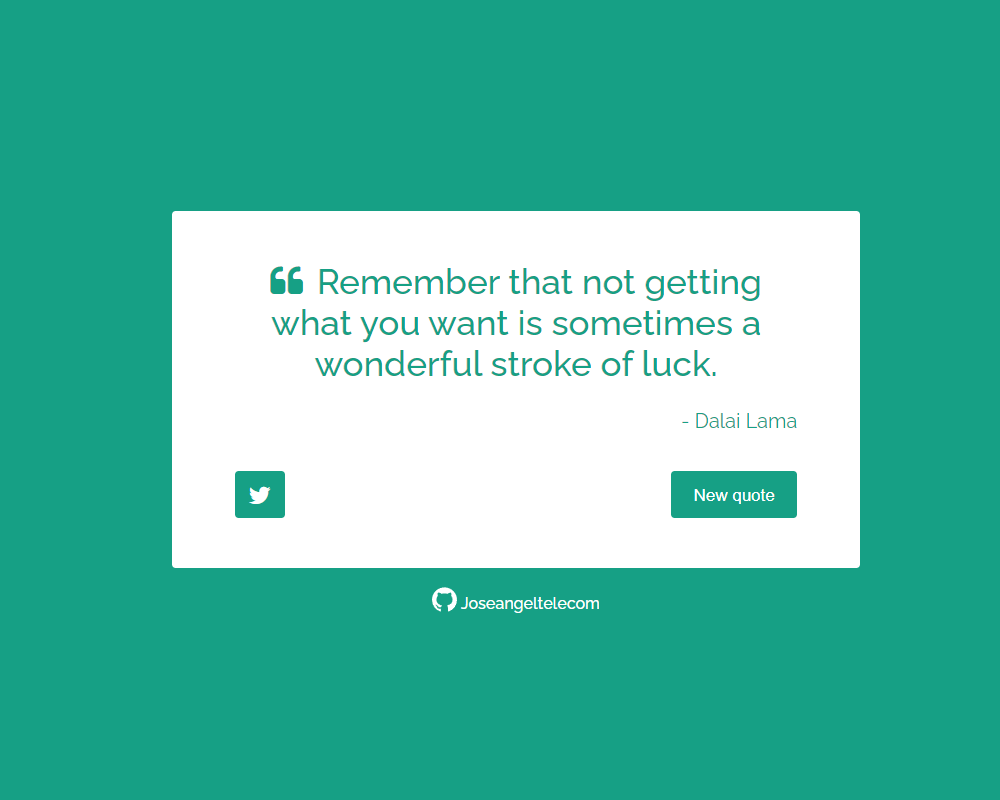 ❝ Remember that not getting
what you want is sometimes a
wonderful stroke of luck.
- Dalai Lama
New quote
Joseangeltelecom